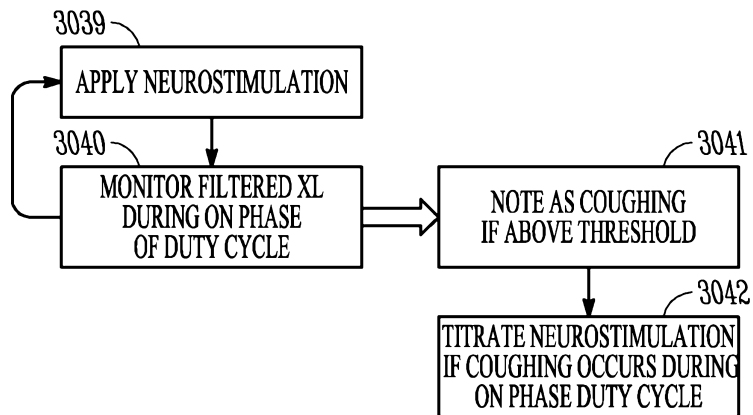 3039
APPLY NEUROSTIMULATION
3040
MONITOR FILTERED XL
DURING ON PHASE
OF DUTY CYCLE
3041
NOTE AS COUGHING
IF ABOVE THRESHOLD
3042
TITRATE NEUROSTIMULATION
IF COUGHING OCCURS DURING
ON PHASE DUTY CYCLE